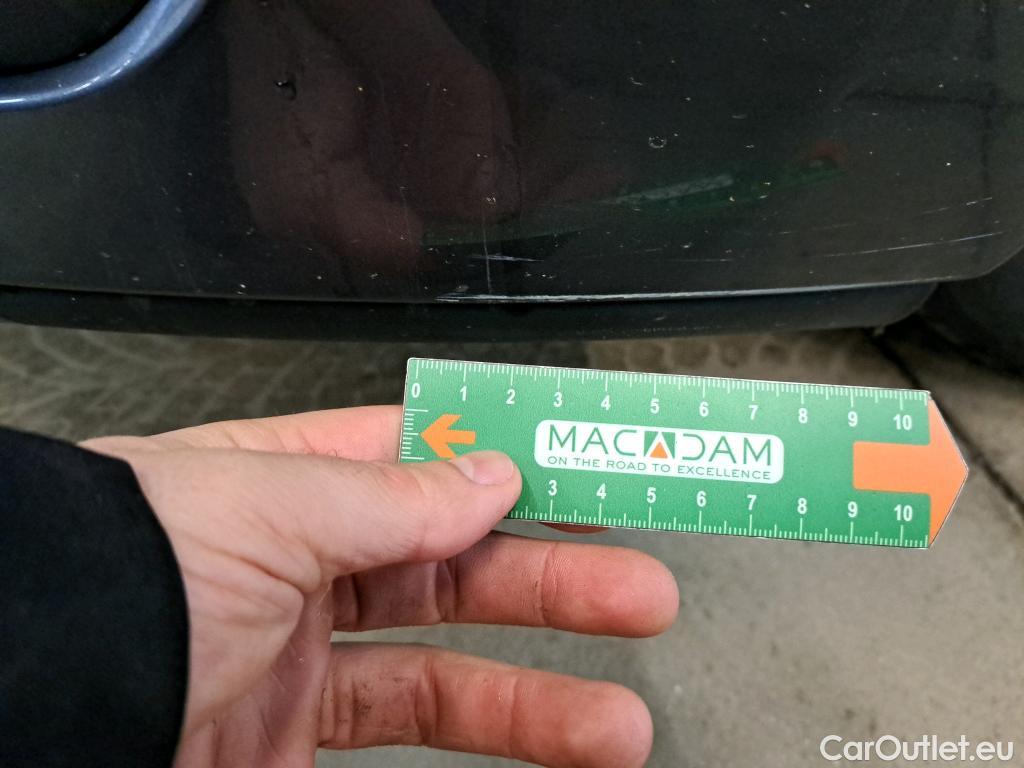 0 1 2 3 4 5 6 7 8 9 10
MACADAM
ON THE ROAD TO EXCELLENCE
3 4 5 6 7 8 9 10
CarOutlet.eu